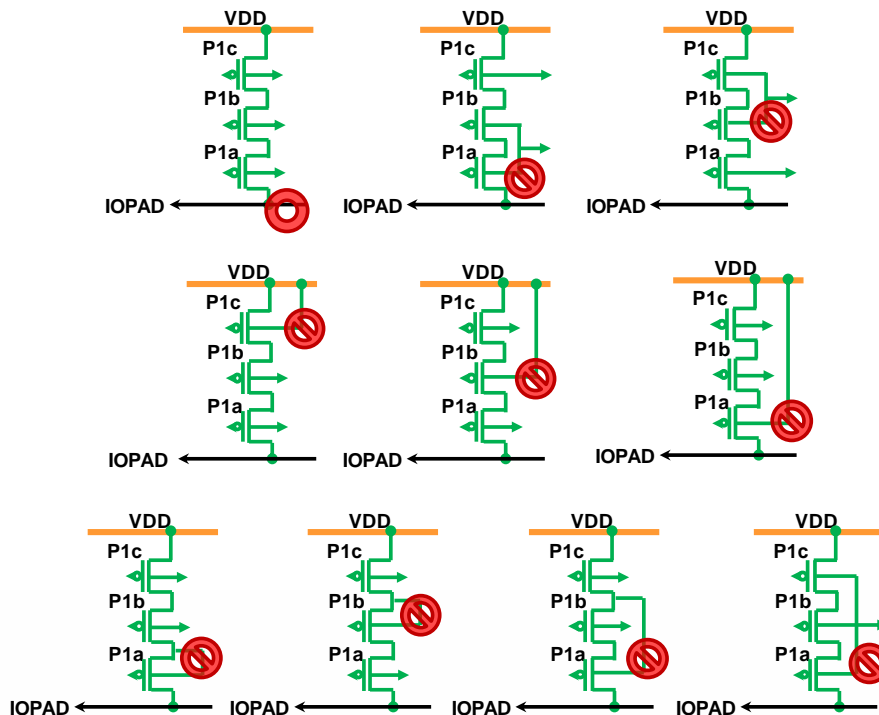 VDD VDD VDD
P1c P1c P1c
P1b P1b P1b
P1a P1a P1a
IOPAD IOPAD IOPAD
VDD VDD VDD
P1c P1c P1c
P1b P1b P1b
P1a P1a P1a
IOPAD IOPAD IOPAD
VDD VDD VDD VDD
P1c P1c P1c P1c
P1b P1b P1b P1b
P1a P1a P1a P1a
IOPAD IOPAD IOPAD IOPAD